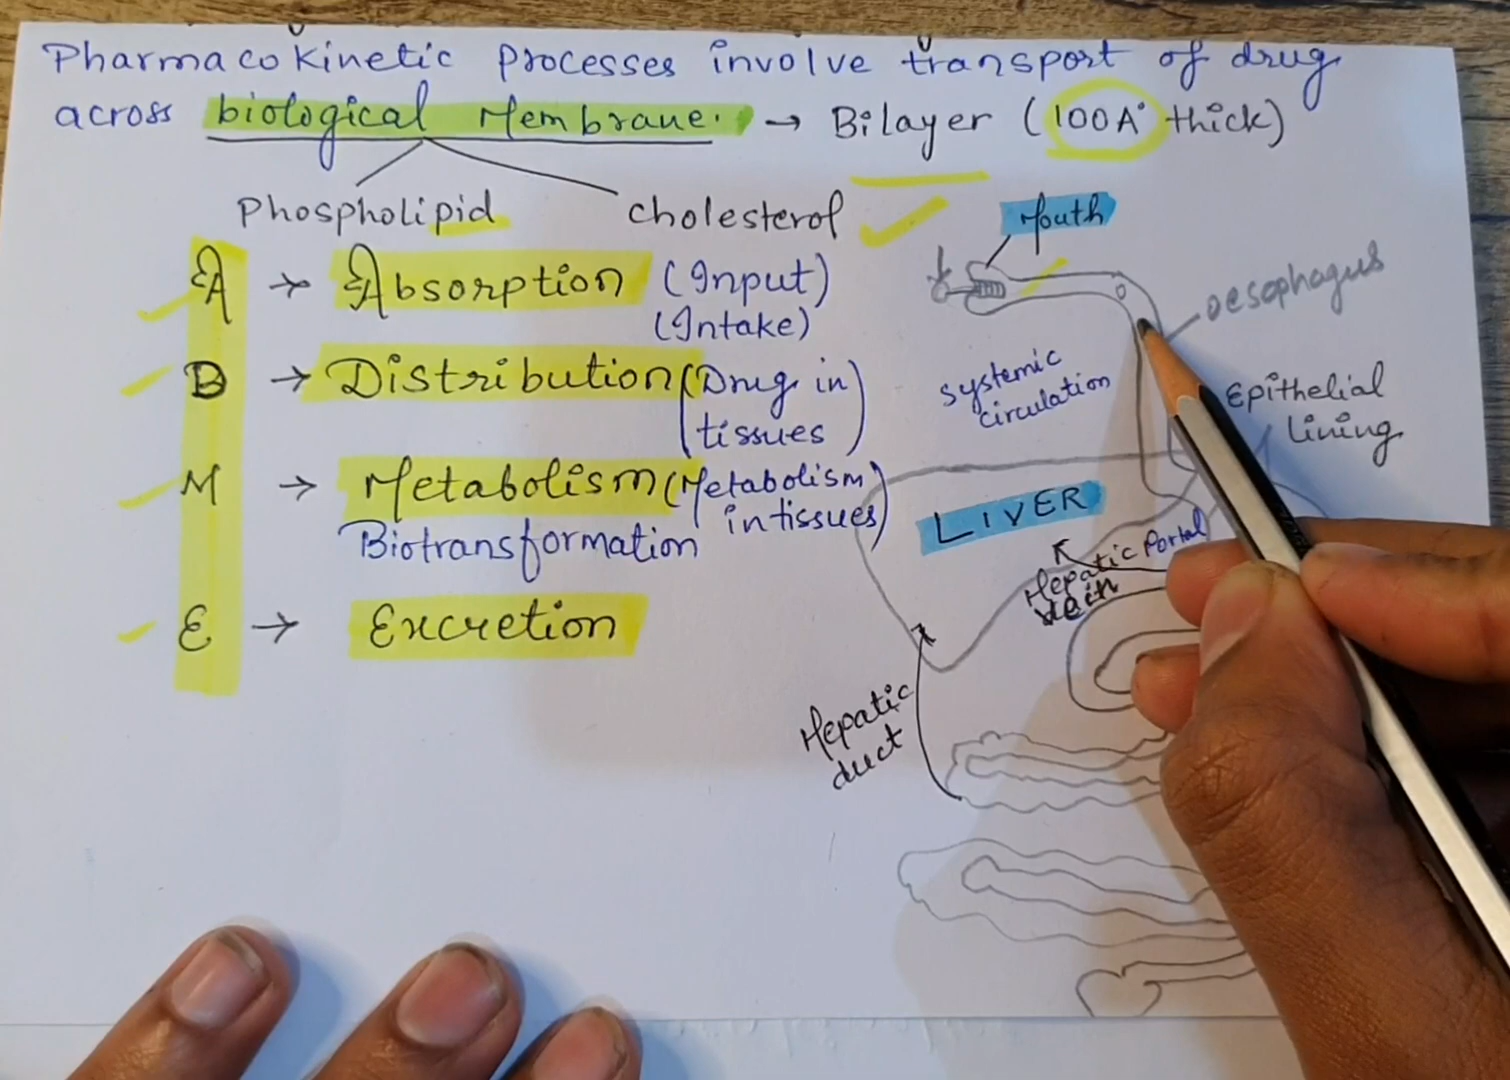 Pharmacokinetic Processes involve transport of drug
across biological Membrane. → Bilayer (100A° thick)
Phospholipid
cholesterol
A → Absorption (Input)
(Intake)
D → Distribution (Drug in
tissues)
M → Metabolism (Metabolism
in tissues)
Biotransformation
E → Excretion
Mouth
oesophagus
systemic
circulation
Epithelial
lining
LIVER
Hepatic Portal
vein
Hepatic
duct